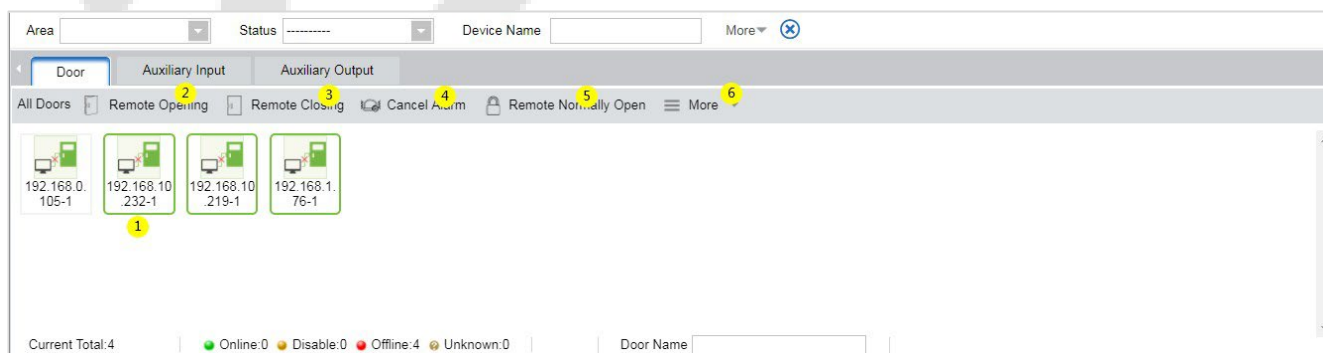 Area Status ---------- Device Name More
Door Auxiliary Input Auxiliary Output
2 3 4 5 6
All Doors Remote Opening Remote Closing Cancel Alarm Remote Normally Open More
192.168.0. 192.168.10 192.168.10 192.168.1.
105-1 .232-1 .219-1 76-1
1
Current Total:4 Online:0 Disable:0 Offline:4 Unknown:0 Door Name